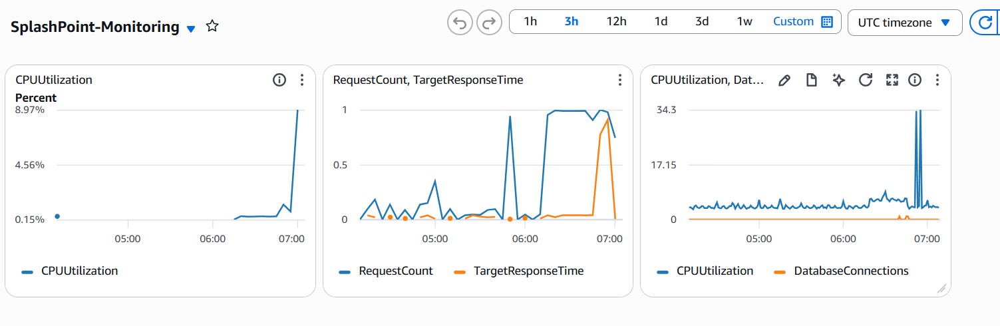 SplashPoint-Monitoring
1h 3h 12h 1d 3d 1w Custom
UTC timezone
CPUUtilization
Percent
8.97%
4.56%
0.15%
05:00 06:00 07:00
CPUUtilization
RequestCount, TargetResponseTime
1
0.5
0
05:00 06:00 07:00
RequestCount TargetResponseTime
CPUUtilization, Dat...
34.3
17.15
0
05:00 06:00 07:00
CPUUtilization DatabaseConnections